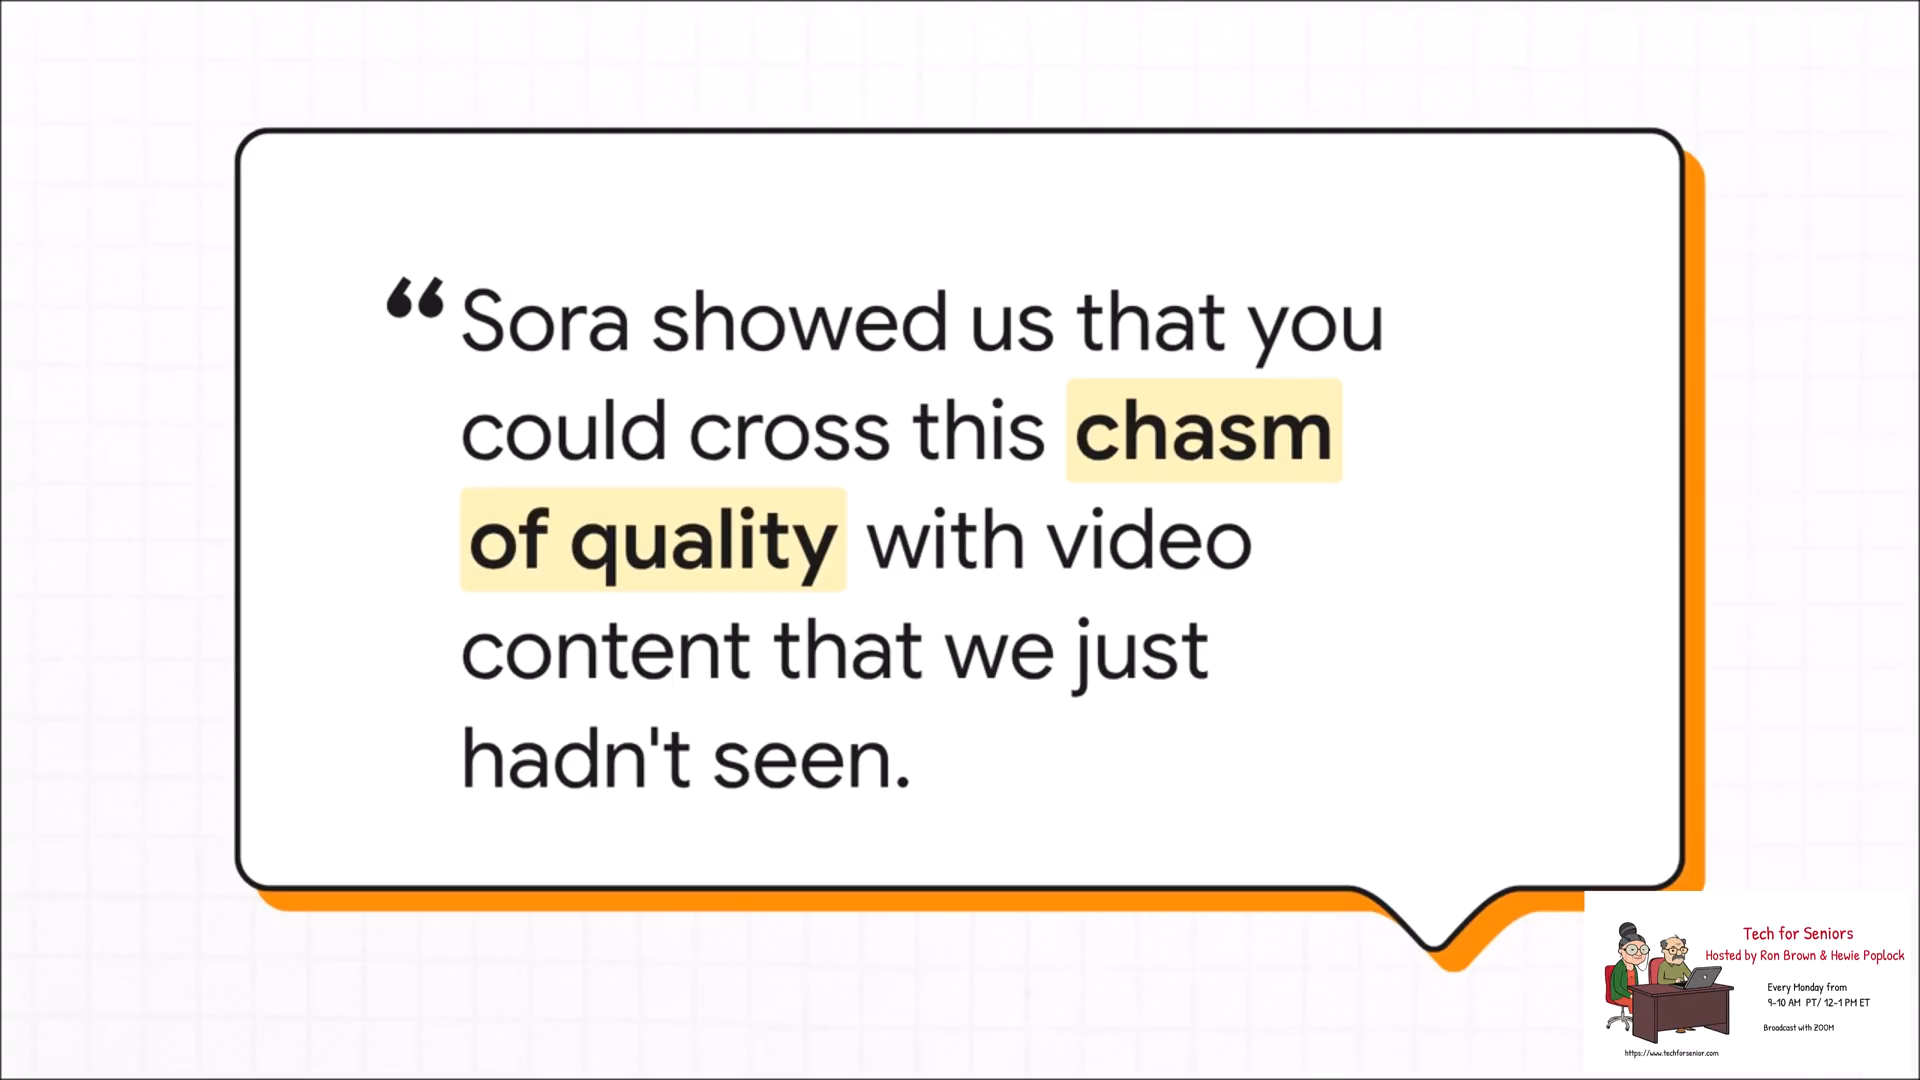 “Sora showed us that you
could cross this chasm
of quality with video
content that we just
hadn't seen.
Tech for Seniors
Hosted by Ron Brown & Hewie Poplock
Every Monday from
9-10 AM PT/ 12-1 PM ET
Broadcast with ZOOM
https://www.techforsenior.com